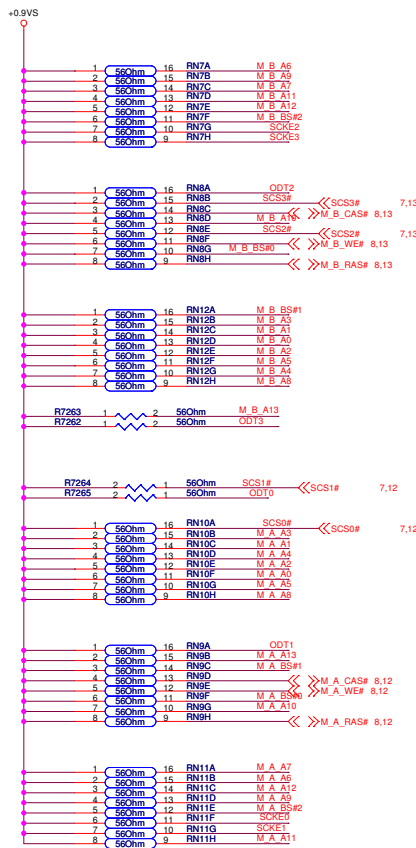 +0.9VS
1 56Ohm 16 RN7A M_B_A6
2 56Ohm 15 RN7B M_B_A9
3 56Ohm 14 RN7C M_B_A7
4 56Ohm 13 RN7D M_B_A11
5 56Ohm 12 RN7E M_B_A12
6 56Ohm 11 RN7F M_B_BS#2
7 56Ohm 10 RN7G SCKE2
8 56Ohm 9 RN7H SCKE3
1 56Ohm 16 RN8A ODT2
2 56Ohm 15 RN8B SCS3# SCS3# 7,13
3 56Ohm 14 RN8C M_B_CAS# 8,13
4 56Ohm 13 RN8D M_B_A10
5 56Ohm 12 RN8E SCS2# SCS2# 7,13
6 56Ohm 11 RN8F M_B_WE# 8,13
7 56Ohm 10 RN8G M_B_BS#0
8 56Ohm 9 RN8H M_B_RAS# 8,13
1 56Ohm 16 RN12A M_B_BS#1
2 56Ohm 15 RN12B M_B_A3
3 56Ohm 14 RN12C M_B_A1
4 56Ohm 13 RN12D M_B_A0
5 56Ohm 12 RN12E M_B_A2
6 56Ohm 11 RN12F M_B_A5
7 56Ohm 10 RN12G M_B_A4
8 56Ohm 9 RN12H M_B_A8
R7263 1 2 56Ohm M_B_A13
R7262 1 2 56Ohm ODT3
R7264 2 1 56Ohm SCS1# SCS1# 7,12
R7265 2 1 56Ohm ODT0
1 56Ohm 16 RN10A SCS0# SCS0# 7,12
2 56Ohm 15 RN10B M_A_A3
3 56Ohm 14 RN10C M_A_A1
4 56Ohm 13 RN10D M_A_A4
5 56Ohm 12 RN10E M_A_A2
6 56Ohm 11 RN10F M_A_A0
7 56Ohm 10 RN10G M_A_A5
8 56Ohm 9 RN10H M_A_A8
1 56Ohm 16 RN9A ODT1
2 56Ohm 15 RN9B M_A_A13
3 56Ohm 14 RN9C M_A_BS#1
4 56Ohm 13 RN9D M_A_CAS# 8,12
5 56Ohm 12 RN9E M_A_WE# 8,12
6 56Ohm 11 RN9F M_A_BS#0
7 56Ohm 10 RN9G M_A_A10
8 56Ohm 9 RN9H M_A_RAS# 8,12
1 56Ohm 16 RN11A M_A_A7
2 56Ohm 15 RN11B M_A_A6
3 56Ohm 14 RN11C M_A_A12
4 56Ohm 13 RN11D M_A_A9
5 56Ohm 12 RN11E M_A_BS#2
6 56Ohm 11 RN11F SCKE0
7 56Ohm 10 RN11G SCKE1
8 56Ohm 9 RN11H M_A_A11